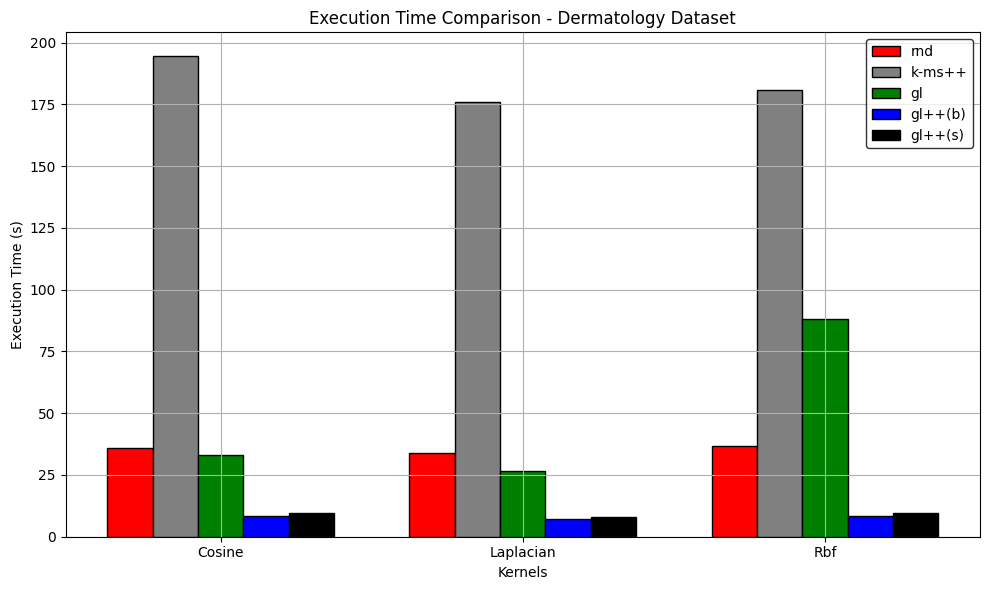 Execution Time Comparison - Dermatology Dataset
Execution Time (s)
200
175
150
125
100
75
50
25
0
rnd
k-ms++
gl
gl++(b)
gl++(s)
Cosine
Laplacian
Rbf
Kernels